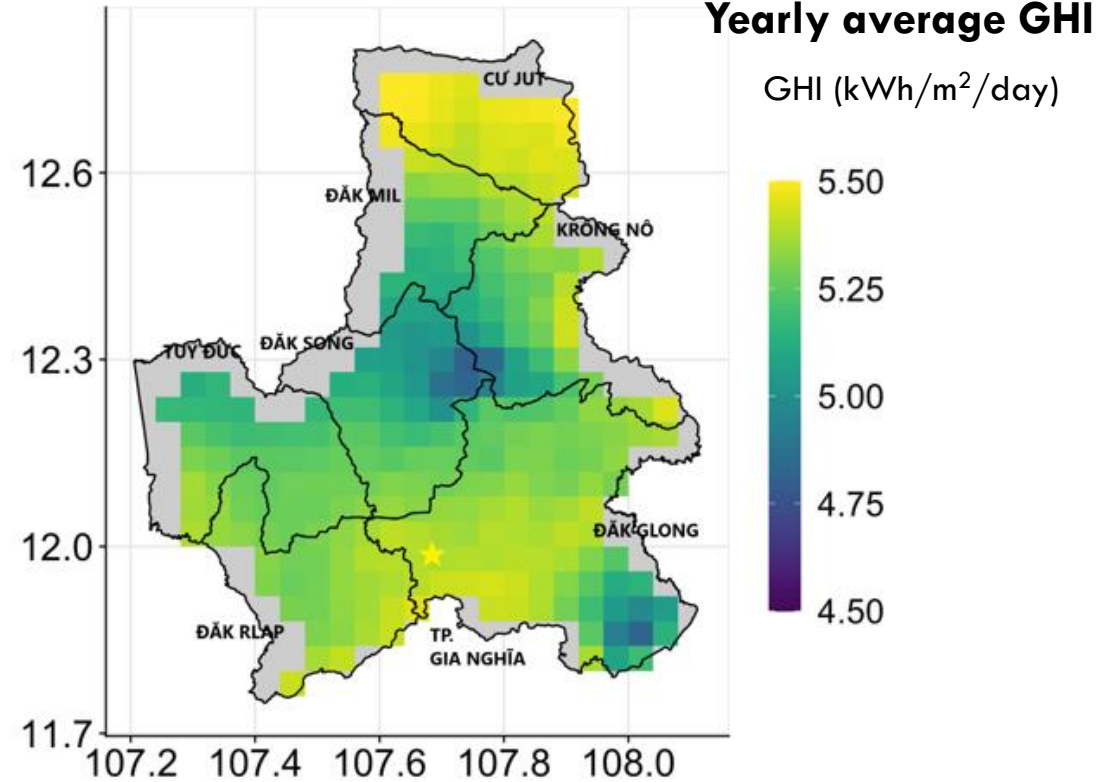 Yearly average GHI
GHI (kWh/m²/day)
5.50
5.25
5.00
4.75
4.50
12.6
12.3
12.0
11.7
107.2 107.4 107.6 107.8 108.0
CƯ JUT
ĐĂK MIL
KRÔNG NÔ
ĐĂK SONG
TUY ĐỨC
ĐĂK GLONG
ĐĂK RLAP
TP.
GIA NGHĨA